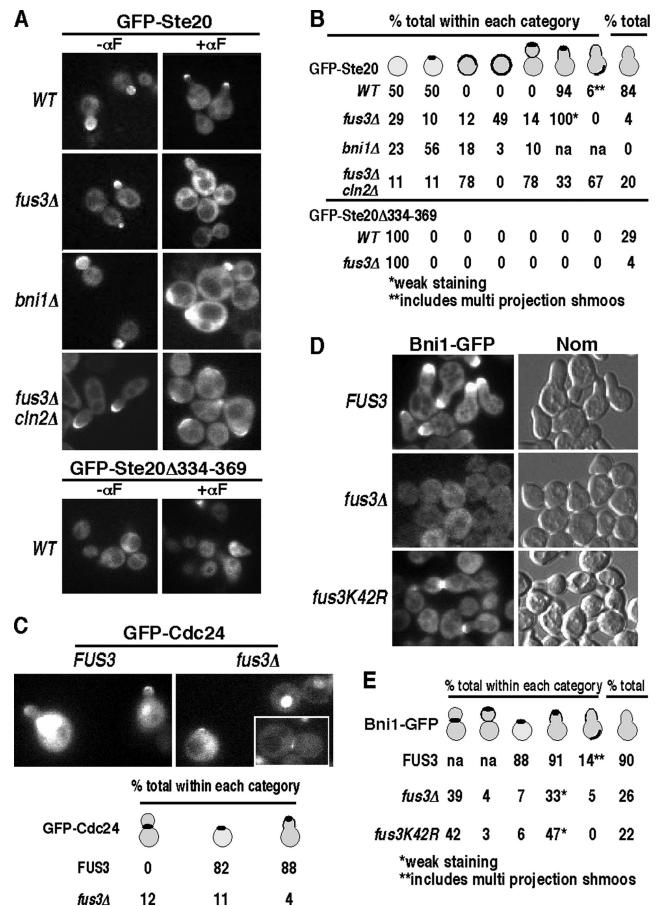 A
GFP-Ste20
-αF +αF
WT
fus3Δ
bni1Δ
fus3Δ
cln2Δ
GFP-Ste20Δ334-369
-αF +αF
WT
B
% total within each category % total
GFP-Ste20
WT 50 50 0 0 0 94 6** 84
fus3Δ 29 10 12 49 14 100* 0 4
bni1Δ 23 56 18 3 10 na na 0
fus3Δ
cln2Δ 11 11 78 0 78 33 67 20
GFP-Ste20Δ334-369
WT 100 0 0 0 0 0 0 29
fus3Δ 100 0 0 0 0 0 0 4
*weak staining
**includes multi projection shmoos
C
GFP-Cdc24
FUS3 fus3Δ
% total within each category
GFP-Cdc24
FUS3 0 82 88
fus3Δ 12 11 4
D
Bni1-GFP Nom
FUS3
fus3Δ
fus3K42R
E
% total within each category % total
Bni1-GFP
FUS3 na na 88 91 14** 90
fus3Δ 39 4 7 33* 5 26
fus3K42R 42 3 6 47* 0 22
*weak staining
**includes multi projection shmoos